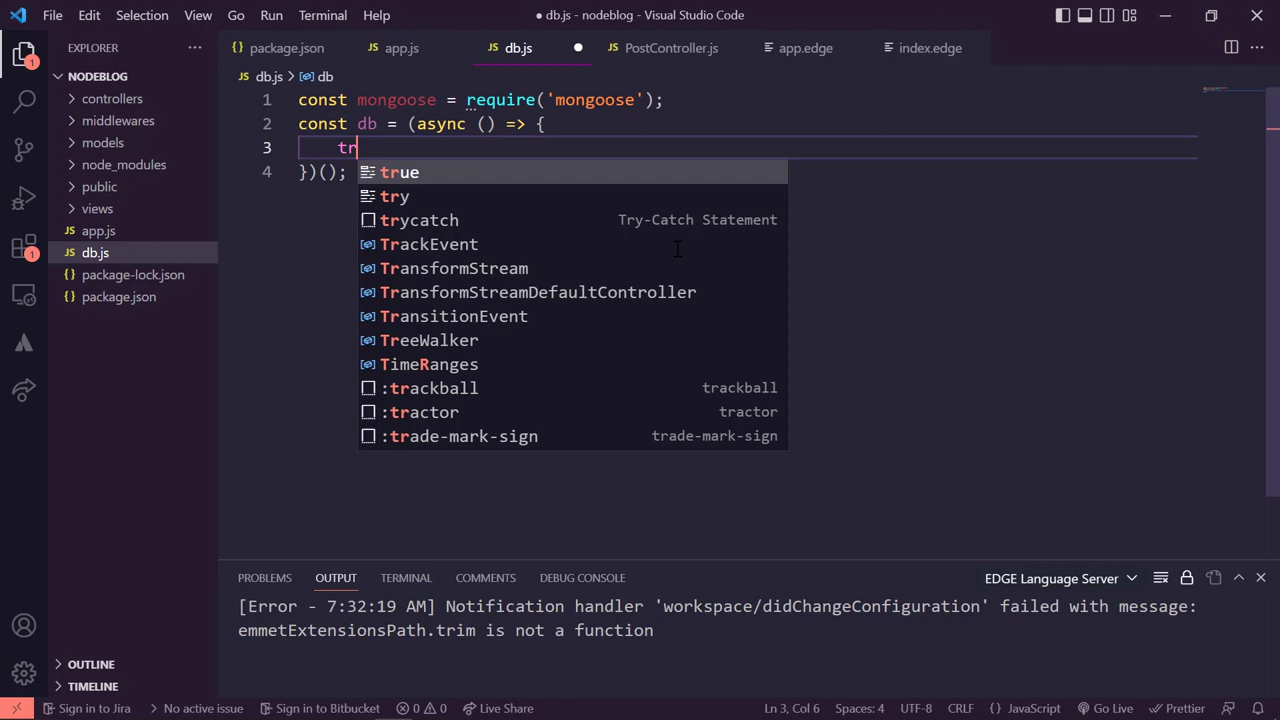 File Edit Selection View Go Run Terminal Help
● db.js - nodeblog - Visual Studio Code
EXPLORER
{} package.json
JS app.js
JS db.js
JS PostController.js
app.edge
index.edge
NODEBLOG
controllers
middlewares
models
node_modules
public
views
JS app.js
JS db.js
{} package-lock.json
{} package.json
OUTLINE
TIMELINE
JS db.js > db
1 const mongoose = require('mongoose');
2 const db = (async () => {
3 tr
4 })();
true
try
trycatch Try-Catch Statement
TrackEvent
TransformStream
TransformStreamDefaultController
TransitionEvent
TreeWalker
TimeRanges
:trackball trackball
:tractor tractor
:trade-mark-sign trade-mark-sign
PROBLEMS OUTPUT TERMINAL COMMENTS DEBUG CONSOLE
EDGE Language Server
[Error - 7:32:19 AM] Notification handler 'workspace/didChangeConfiguration' failed with message:
emmetExtensionsPath.trim is not a function
1
1
Sign in to Jira No active issue Sign in to Bitbucket 0 0 Live Share
Ln 3, Col 6 Spaces: 4 UTF-8 CRLF {} JavaScript Go Live Prettier